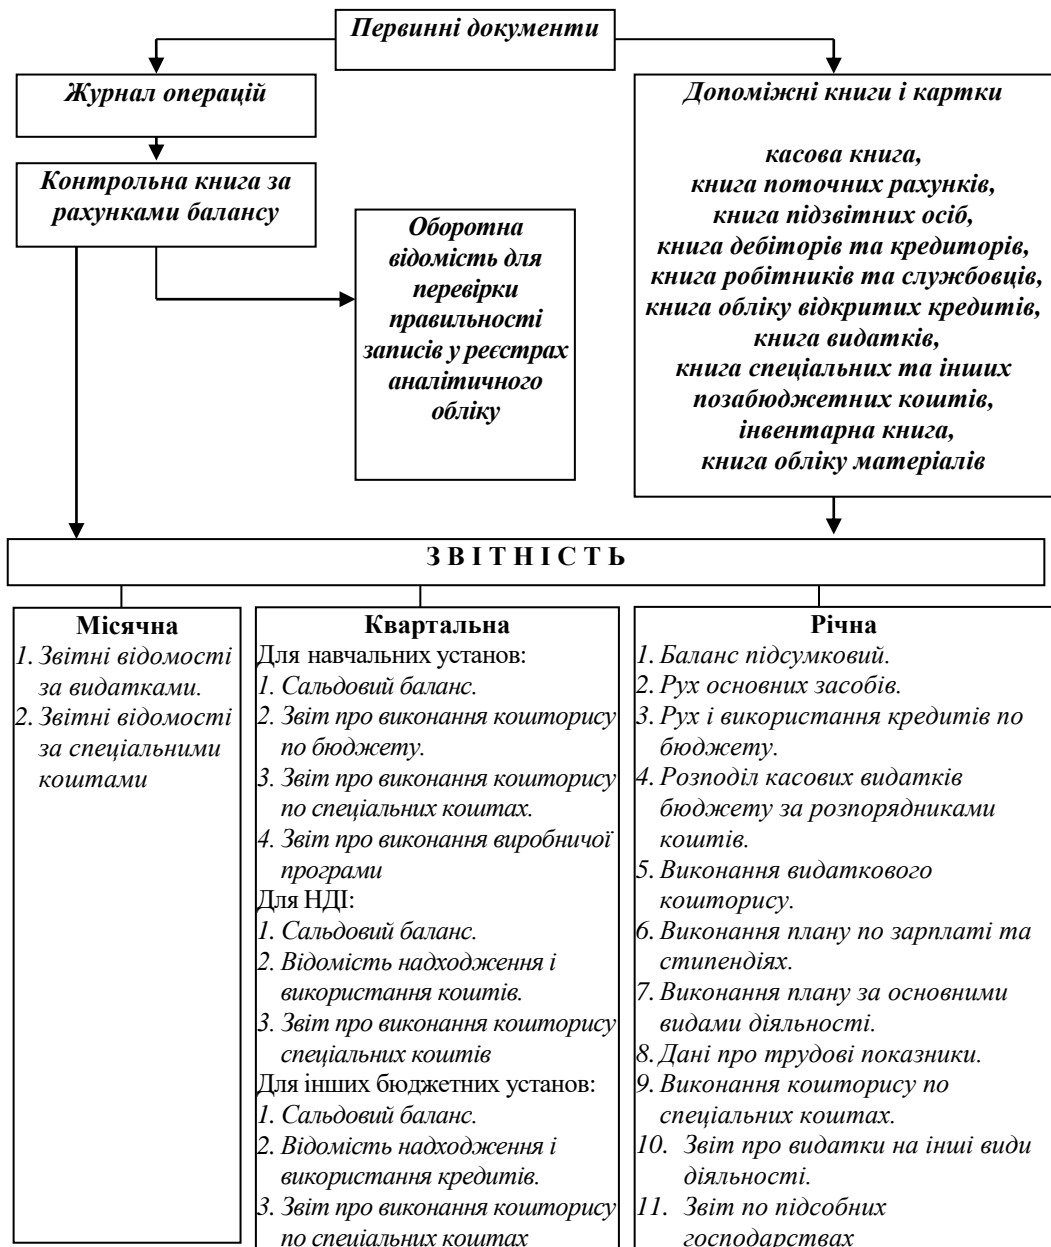 Первинні документи
Журнал операцій
Контрольна книга за
рахунками балансу
Оборотна
відомість для
перевірки
правильності
записів у реєстрах
аналітичного
обліку
Допоміжні книги і картки
касова книга,
книга поточних рахунків,
книга підзвітних осіб,
книга дебіторів та кредиторів,
книга робітників та службовців,
книга обліку відкритих кредитів,
книга видатків,
книга спеціальних та інших
позабюджетних коштів,
інвентарна книга,
книга обліку матеріалів
З В І Т Н І С Т Ь
Місячна
1. Звітні відомості
за видатками.
2. Звітні відомості
за спеціальними
коштами
Квартальна
Для навчальних установ:
1. Сальдовий баланс.
2. Звіт про виконання кошторису
по бюджету.
3. Звіт про виконання кошторису
по спеціальних коштах.
4. Звіт про виконання виробничої
програми
Для НДІ:
1. Сальдовий баланс.
2. Відомість надходження і
використання коштів.
3. Звіт про виконання кошторису
спеціальних коштів
Для інших бюджетних установ:
1. Сальдовий баланс.
2. Відомість надходження і
використання кредитів.
3. Звіт про виконання кошторису
по спеціальних коштах
Річна
1. Баланс підсумковий.
2. Рух основних засобів.
3. Рух і використання кредитів по
бюджету.
4. Розподіл касових видатків
бюджету за розпорядниками
коштів.
5. Виконання видаткового
кошторису.
6. Виконання плану по зарплаті та
стипендіях.
7. Виконання плану за основними
видами діяльності.
8. Дані про трудові показники.
9. Виконання кошторису по
спеціальних коштах.
10. Звіт про видатки на інші види
діяльності.
11. Звіт по підсобних
господарствах